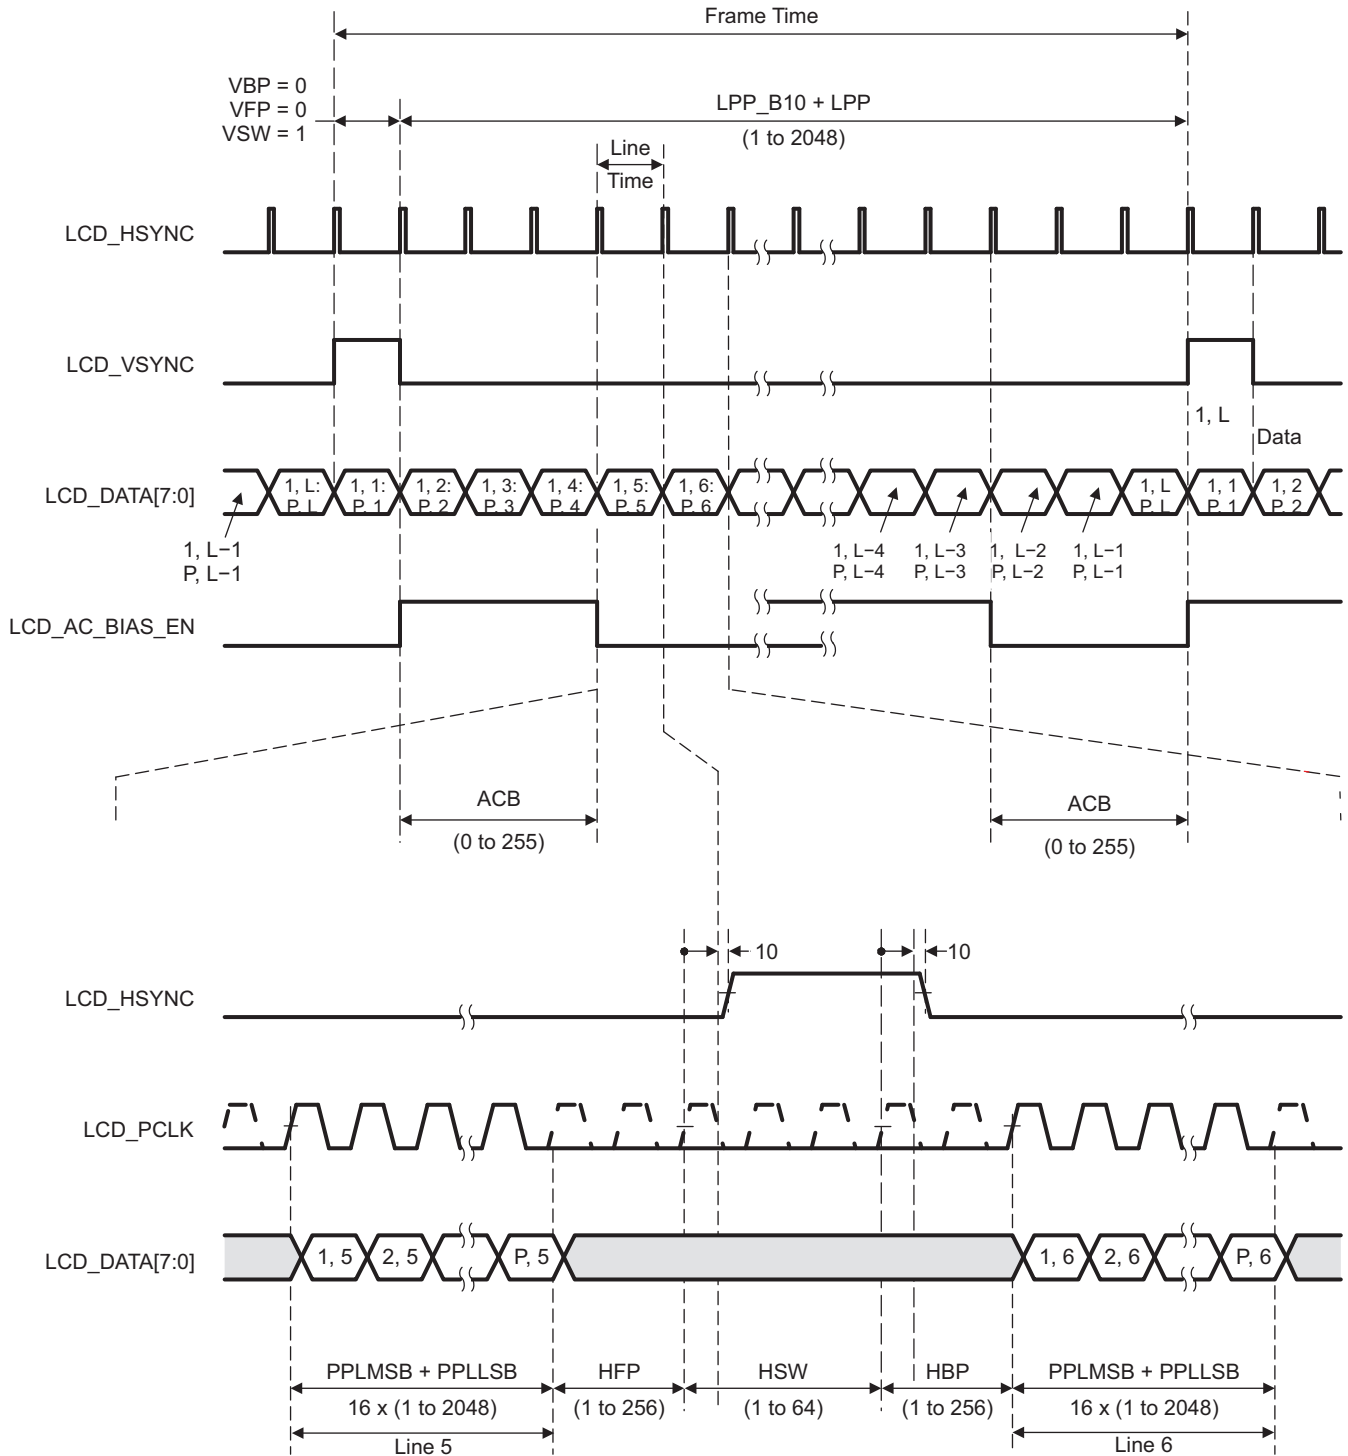 Frame Time
VBP = 0
VFP = 0
VSW = 1
LPP_B10 + LPP
(1 to 2048)
Line
Time
LCD_HSYNC
LCD_VSYNC
1, L
Data
LCD_DATA[7:0]
1, L: 1, 1: 1, 2: 1, 3: 1, 4: 1, 5: 1, 6: 1, L 1, 1 1, 2
P, L P, 1 P, 2 P, 3 P, 4 P, 5 P, 6 P, L P, 1 P, 2
1, L−1 1, L−4 1, L−3 1, L−2 1, L−1
P, L−1 P, L−4 P, L−3 P, L−2 P, L−1
LCD_AC_BIAS_EN
ACB ACB
(0 to 255) (0 to 255)
10 10
LCD_HSYNC
LCD_PCLK
LCD_DATA[7:0] 1, 5 2, 5 P, 5 1, 6 2, 6 P, 6
PPLMSB + PPLLSB HFP HSW HBP PPLMSB + PPLLSB
16 x (1 to 2048) (1 to 256) (1 to 64) (1 to 256) 16 x (1 to 2048)
Line 5 Line 6